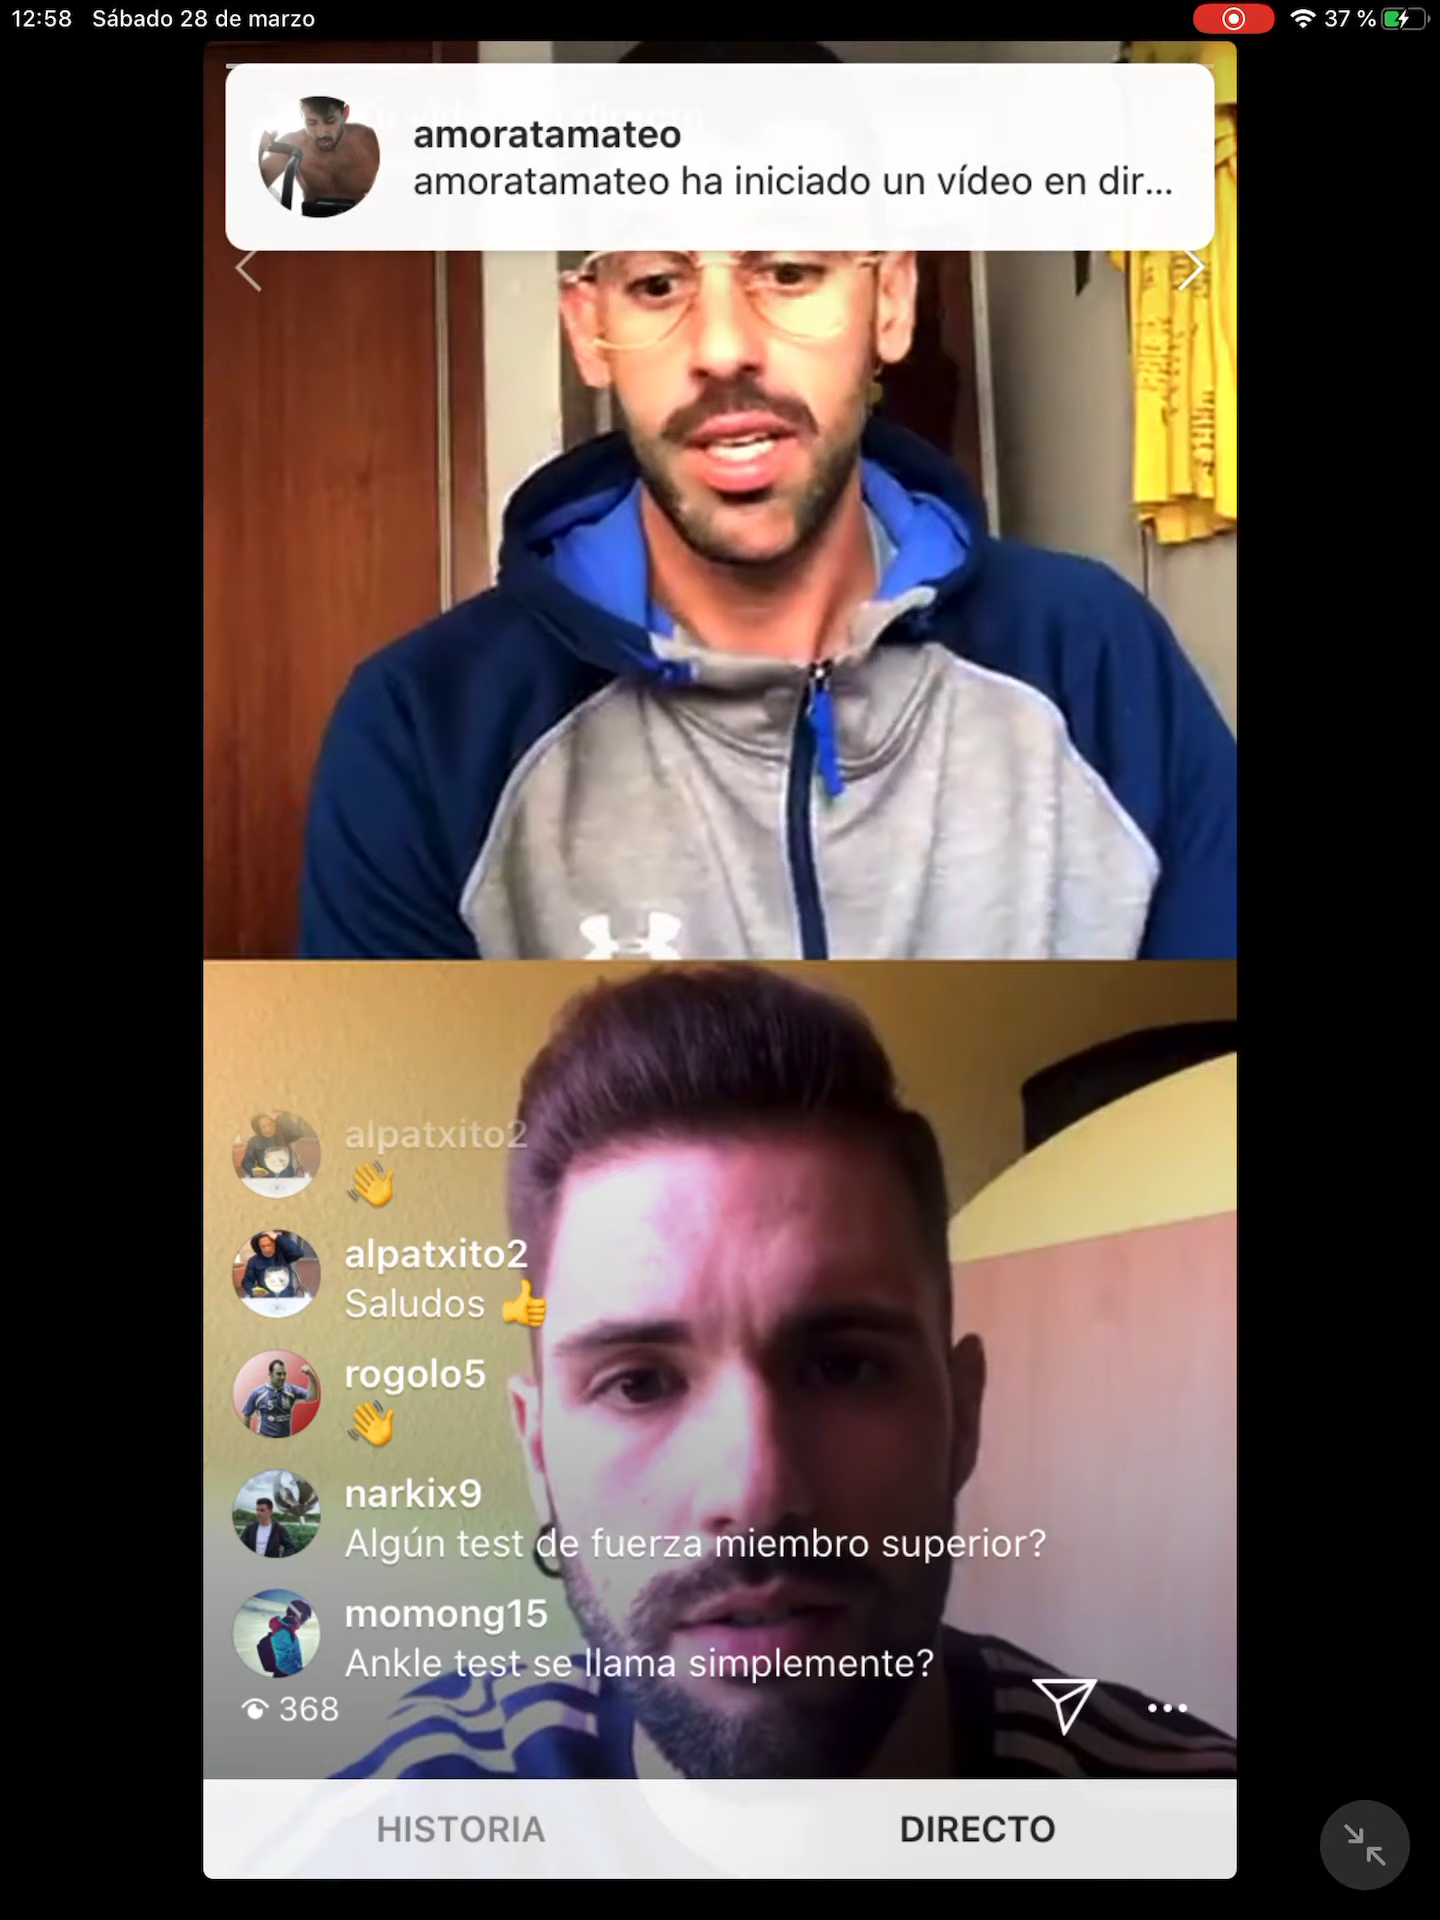 12:58 Sábado 28 de marzo
37 %
amoratamateo
amoratamateo ha iniciado un vídeo en dir...
alpatxito2
👋
alpatxito2
Saludos 👍
rogolo5
👋
narkix9
Algún test de fuerza miembro superior?
momong15
Ankle test se llama simplemente?
368
HISTORIA
DIRECTO